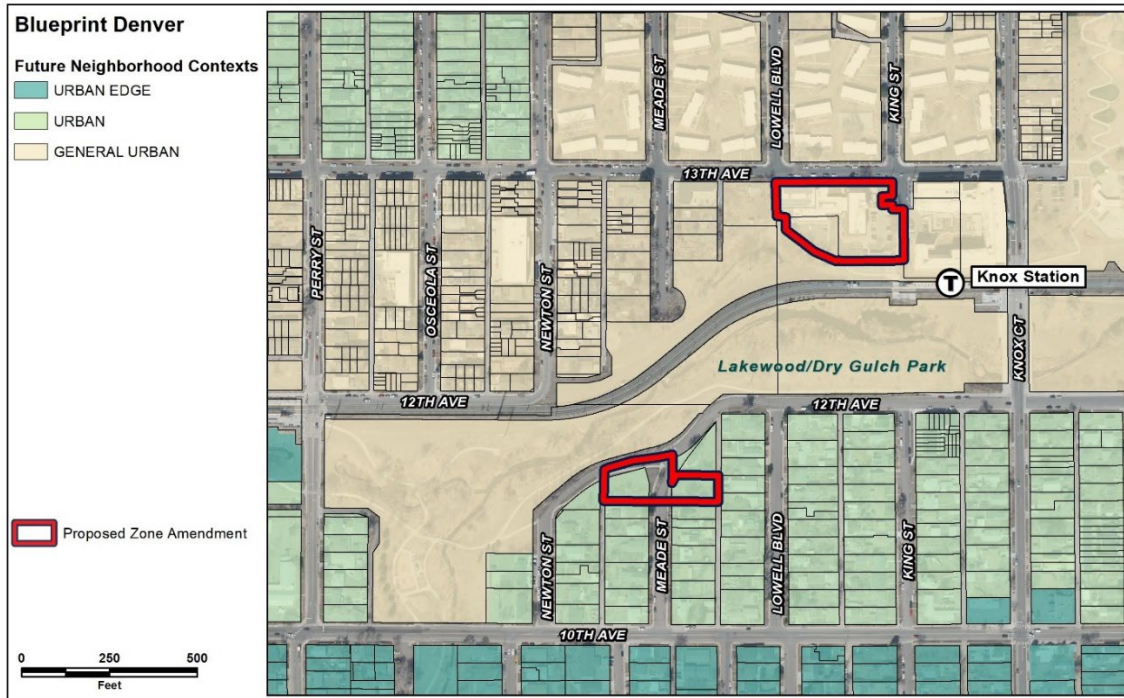 Blueprint Denver
Future Neighborhood Contexts
URBAN EDGE
URBAN
GENERAL URBAN
Proposed Zone Amendment
0 250 500
Feet
MEADE ST
LOWELL BLVD
KING ST
13TH AVE
PERRY ST
OSCEOLA ST
NEWTON ST
T Knox Station
KNOX CT
Lakewood/Dry Gulch Park
12TH AVE
12TH AVE
NEWTON ST
MEADE ST
LOWELL BLVD
KING ST
10TH AVE